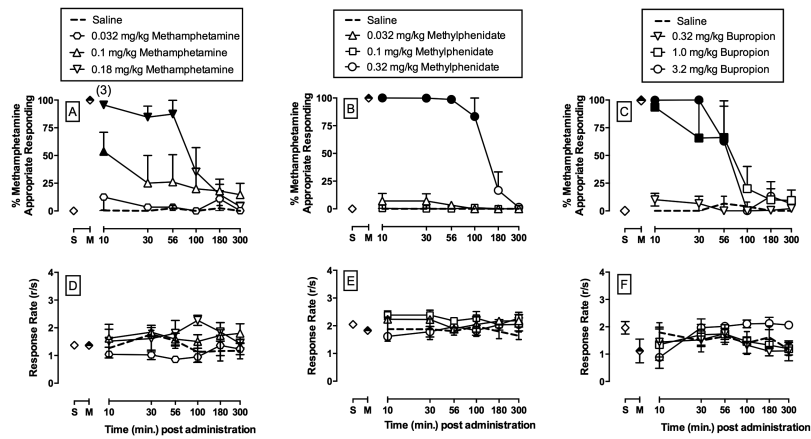 Saline
0.032 mg/kg Methamphetamine
0.1 mg/kg Methamphetamine
0.18 mg/kg Methamphetamine
Saline
0.032 mg/kg Methylphenidate
0.1 mg/kg Methylphenidate
0.32 mg/kg Methylphenidate
Saline
0.32 mg/kg Bupropion
1.0 mg/kg Bupropion
3.2 mg/kg Bupropion
% Methamphetamine
Appropriate Responding
100
75
50
25
0
A
(3)
S M 10 30 56 100 180 300
% Methamphetamine
Appropriate Responding
100
75
50
25
0
B
S M 10 30 56 100 180 300
% Methamphetamine
Appropriate Responding
100
75
50
25
0
C
S M 10 30 56 100 180 300
Response Rate (r/s)
4
3
2
1
0
D
S M 10 30 56 100 180 300
Time (min.) post administration
Response Rate (r/s)
4
3
2
1
0
E
S M 10 30 56 100 180 300
Time (min.) post administration
Response Rate (r/s)
4
3
2
1
0
F
S M 10 30 56 100 180 300
Time (min.) post administration